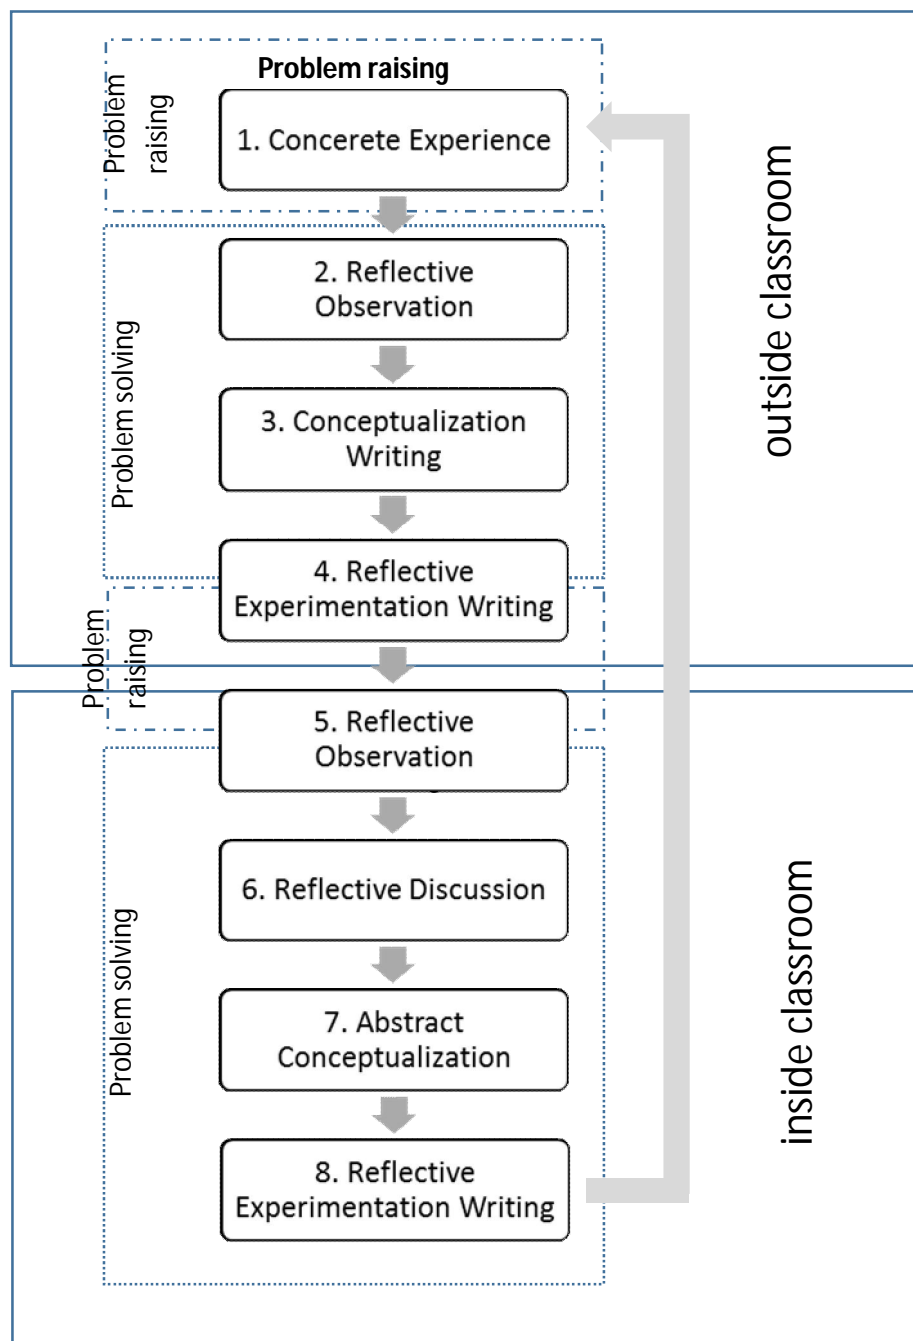 Problem raising
Problem
raising
1. Concerete Experience
outside classroom
2. Reflective
Observation
Problem solving
3. Conceptualization
Writing
4. Reflective
Experimentation Writing
Problem
raising
5. Reflective
Observation
inside classroom
6. Reflective Discussion
Problem solving
7. Abstract
Conceptualization
8. Reflective
Experimentation Writing